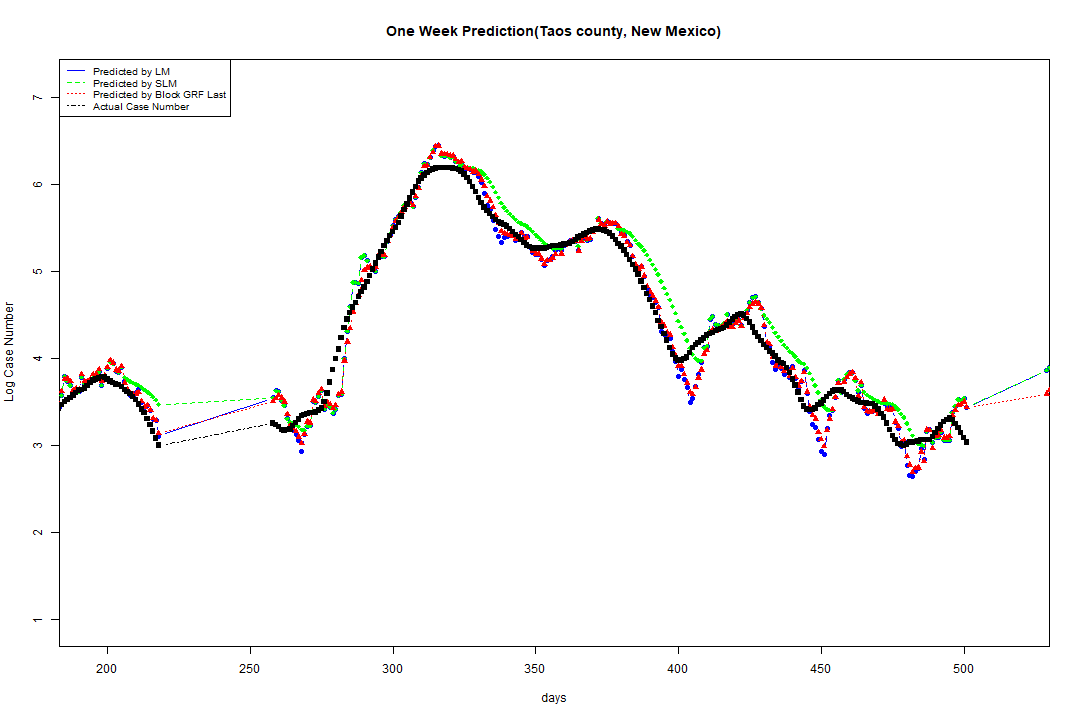 One Week Prediction(Taos county, New Mexico)
Predicted by LM
Predicted by SLM
Predicted by Block GRF Last
Actual Case Number
7
6
5
4
3
2
1
Log Case Number
200 250 300 350 400 450 500
days